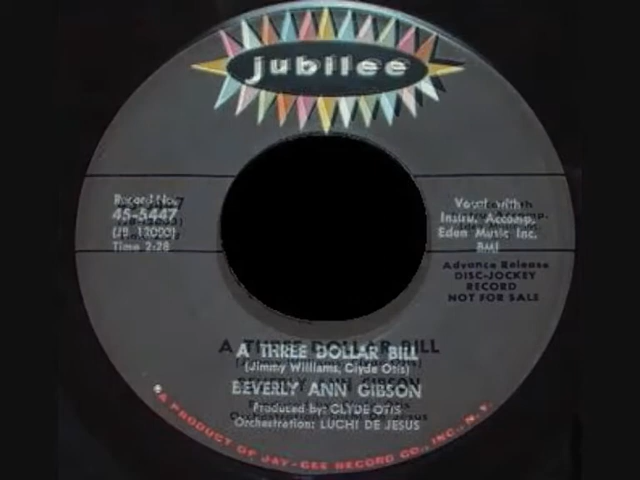 Jubilee
Record No.
45-5447
(JB-12000)
Time 2:28
Vocal with
Instru. Accomp.
Eden Music Inc.
BMI
Advance Release
DISC-JOCKEY
RECORD
NOT FOR SALE
A THREE DOLLAR BILL
(Jimmy Williams, Clyde Otis)
BEVERLY ANN GIBSON
Produced by: CLYDE OTIS
Orchestration: LUCHI DE JESUS
A PRODUCT OF JAY-GEE RECORD CO., INC., N. Y.